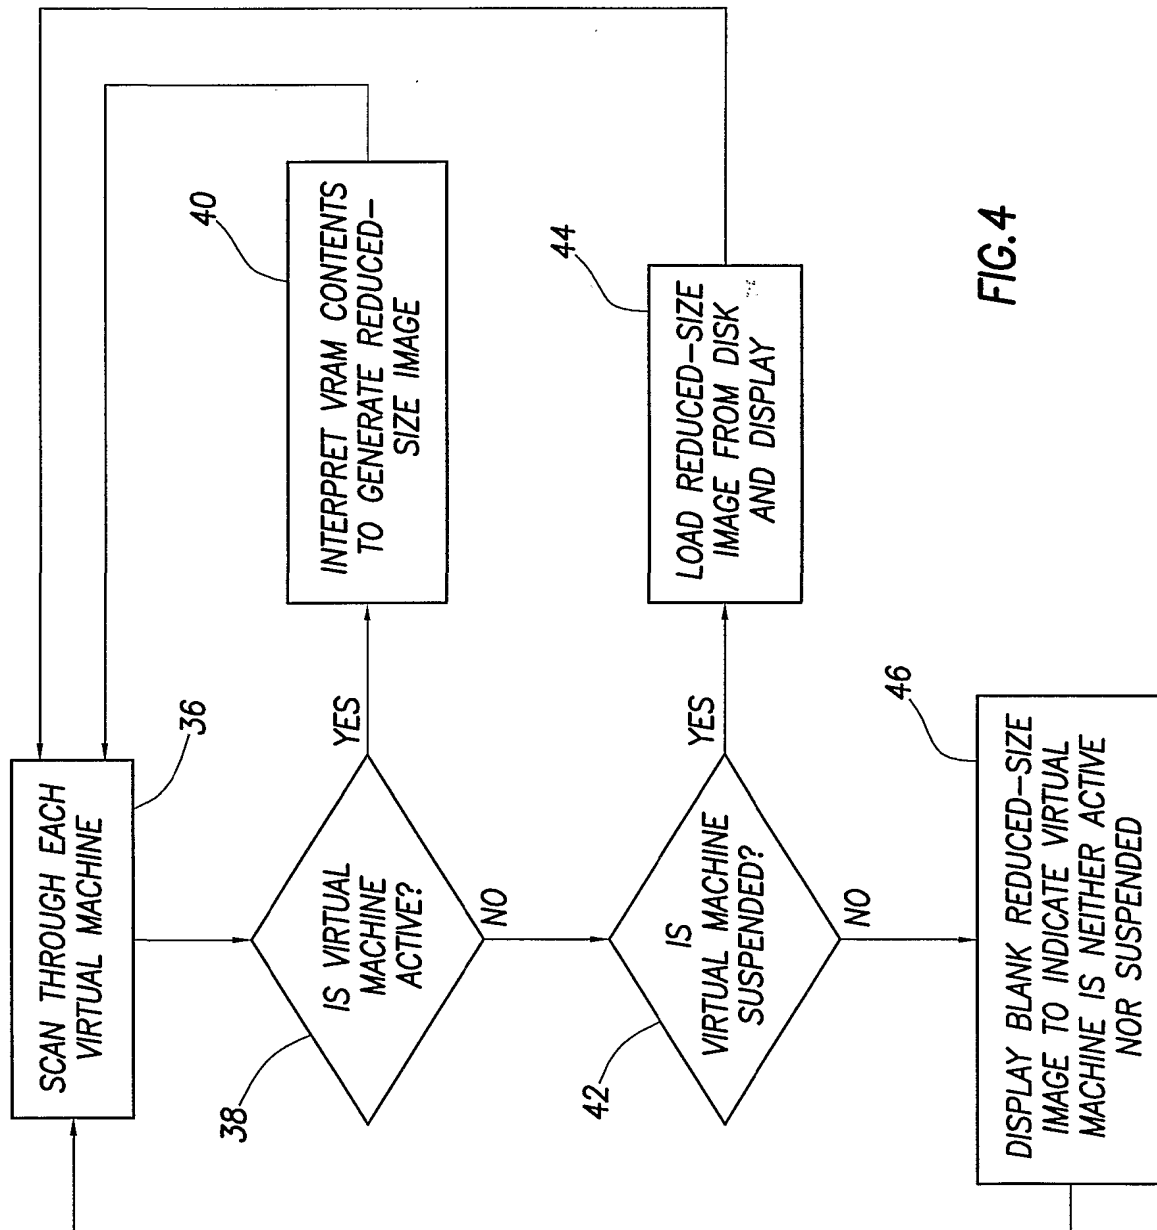 36
SCAN THROUGH EACH
VIRTUAL MACHINE
38
IS VIRTUAL
MACHINE
ACTIVE?
YES
NO
40
INTERPRET VRAM CONTENTS
TO GENERATE REDUCED-
SIZE IMAGE
42
IS
VIRTUAL MACHINE
SUSPENDED?
YES
NO
44
LOAD REDUCED-SIZE
IMAGE FROM DISK
AND DISPLAY
46
DISPLAY BLANK REDUCED-SIZE
IMAGE TO INDICATE VIRTUAL
MACHINE IS NEITHER ACTIVE
NOR SUSPENDED
FIG.4